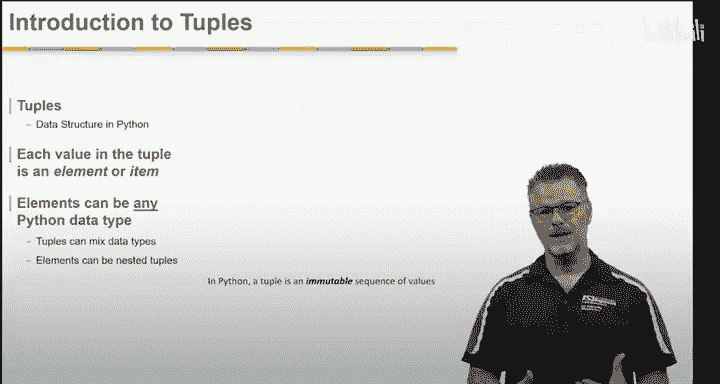 Introduction to Tuples
Tuples
– Data Structure in Python
Each value in the tuple
is an element or item
Elements can be any
Python data type
– Tuples can mix data types
– Elements can be nested tuples
In Python, a tuple is an immutable sequence of values